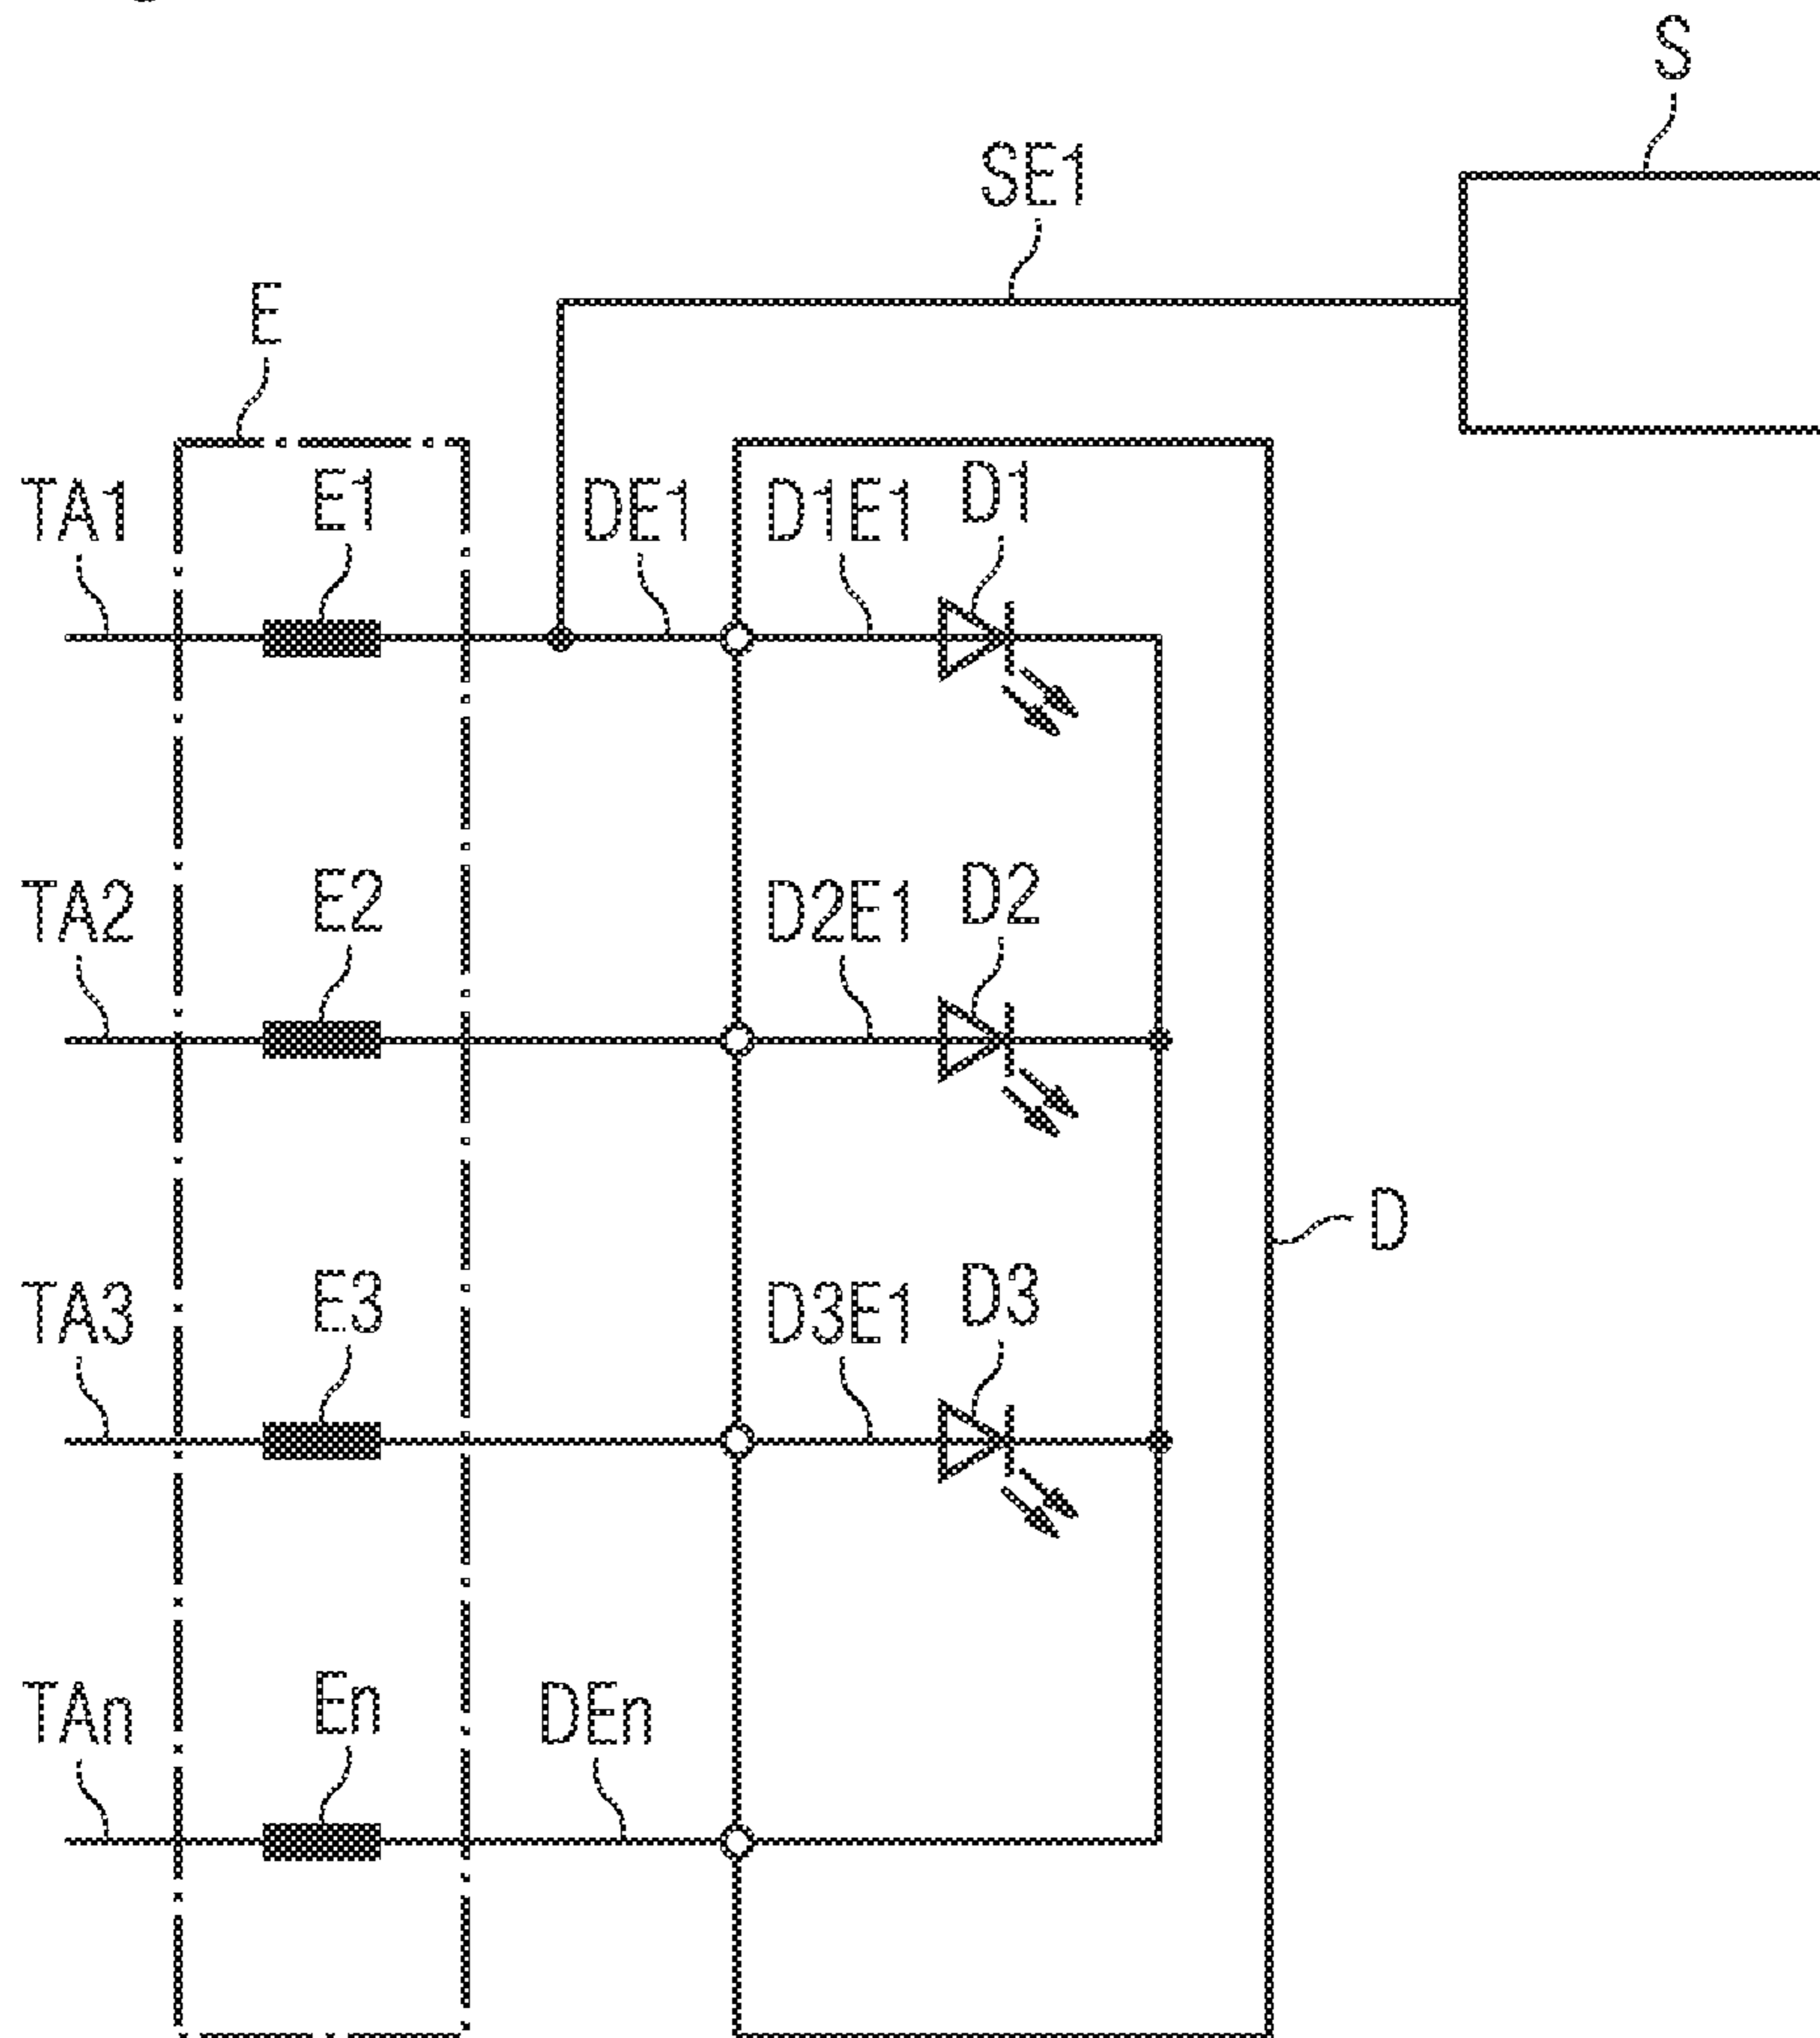 S
SE1
E
TA1 E1 DE1 D1E1 D1
TA2 E2 D2E1 D2
D
TA3 E3 D3E1 D3
TAn En DEn